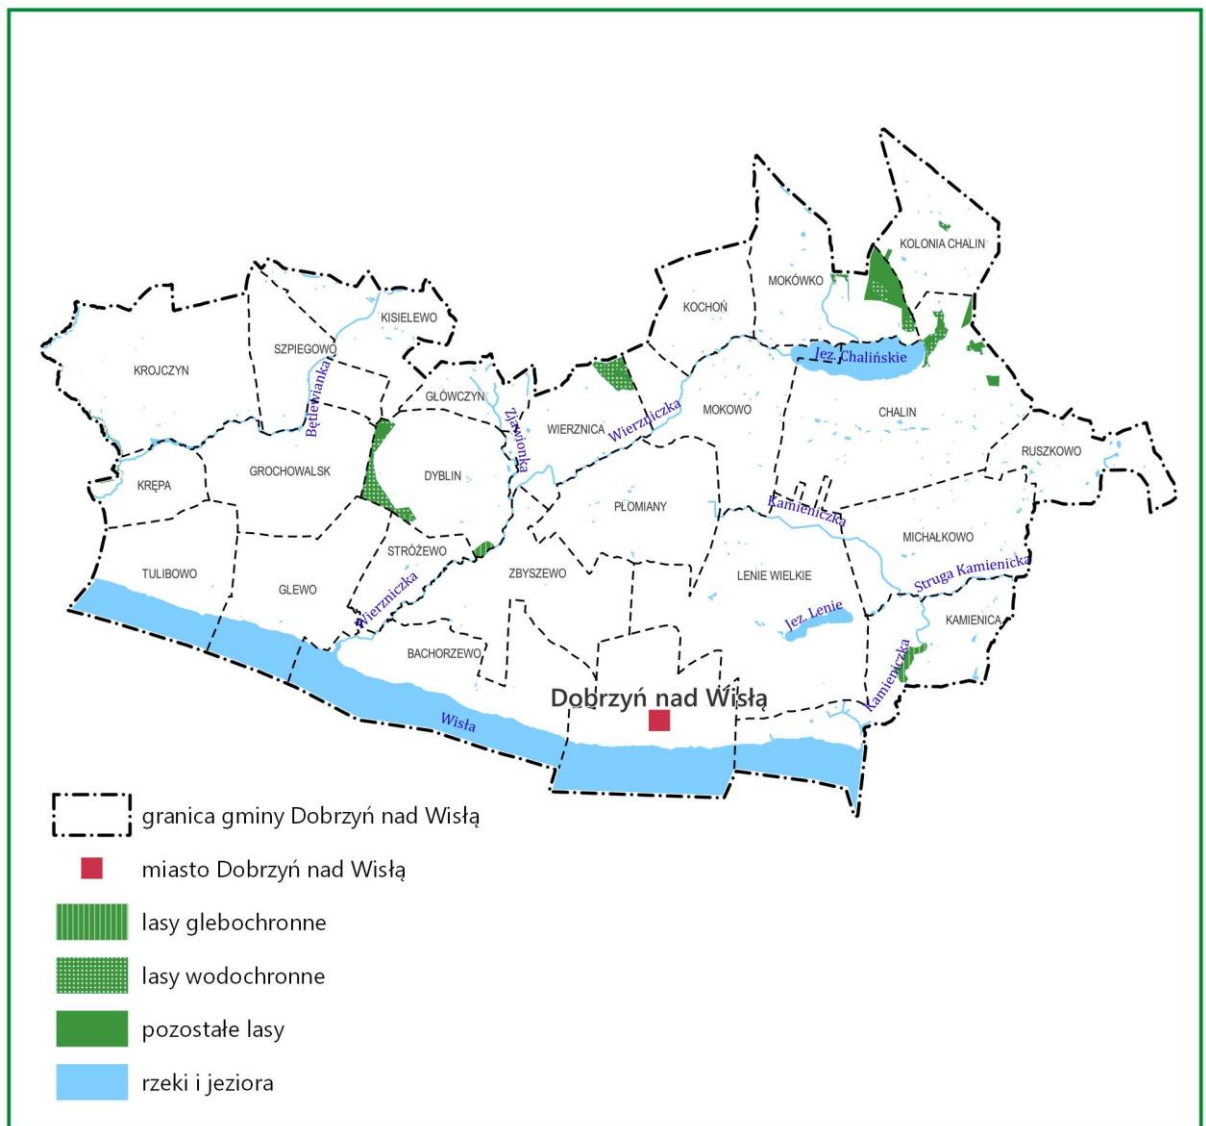 KOLONIA CHALIN
MOKÓWKO
KOCHOŃ
KISIELEWO
SZPIEGOWO
Jez. Chalińskie
KROJCZYN
Bętlewianka
GŁÓWCZYN
Zjawionka
WIERZNICA
Wierzniczka
MOKOWO
CHALIN
RUSZKOWO
GROCHOWALSK
DYBLIN
KRĘPA
PŁOMIANY
Kamieniczka
MICHAŁKOWO
STRÓŻEWO
ZBYSZEWO
TULIBOWO
GLEWO
Wierzniczka
LENIE WIELKIE
Struga Kamienicka
Jez. Lenie
KAMIENICA
BACHORZEWO
Kamieniczka
Dobrzyń nad Wisłą
Wisła
granica gminy Dobrzyń nad Wisłą
miasto Dobrzyń nad Wisłą
lasy glebochronne
lasy wodochronne
pozostałe lasy
rzeki i jeziora